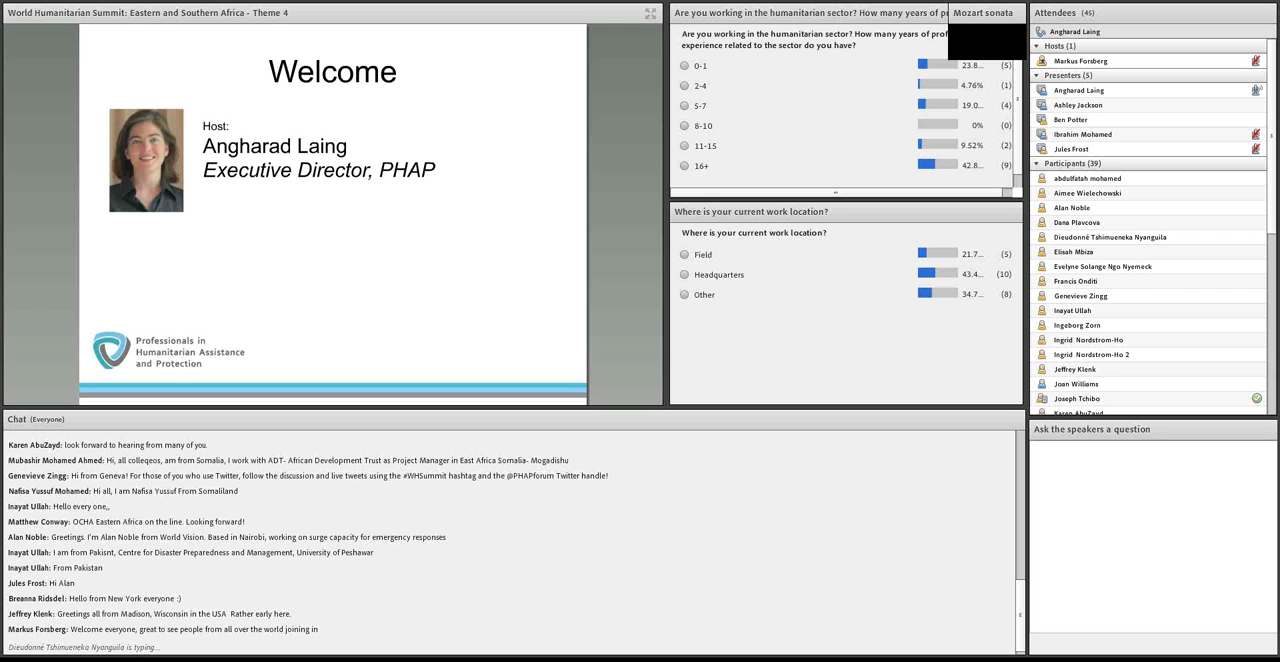 World Humanitarian Summit: Eastern and Southern Africa - Theme 4
Welcome
Host:
Angharad Laing
Executive Director, PHAP
Professionals in
Humanitarian Assistance
and Protection
Are you working in the humanitarian sector? How many years of
Mozart sonata
Are you working in the humanitarian sector? How many years of prof
experience related to the sector do you have?
0-1 23.8... (5)
2-4 4.76% (1)
5-7 19.0... (4)
8-10 0% (0)
11-15 9.52% (2)
16+ 42.8... (9)
Where is your current work location?
Where is your current work location?
Field 21.7... (5)
Headquarters 43.4... (10)
Other 34.7... (8)
Attendees (45)
Angharad Laing
Hosts (1)
Markus Forsberg
Presenters (5)
Angharad Laing
Ashley Jackson
Ben Potter
Ibrahim Mohamed
Jules Frost
Participants (39)
abdulfatah mohamed
Aimee Wielechowski
Alan Noble
Dana Plavcova
Dieudonné Tshimueneka Nyanguila
Elisah Mbiza
Evelyne Solange Ngo Nyemeck
Francis Onditi
Genevieve Zingg
Inayat Ullah
Ingeborg Zorn
Ingrid Nordstrom-Ho
Ingrid Nordstrom-Ho 2
Jeffrey Klenk
Joan Williams
Joseph Tchibo
Karen AbuZayd
Chat (Everyone)
Karen AbuZayd: look forward to hearing from many of you.
Mubashir Mohamed Ahmed: Hi, all colleqeos, am from Somalia, I work with ADT- African Development Trust as Project Manager in East Africa Somalia- Mogadishu
Genevieve Zingg: Hi from Geneva! For those of you who use Twitter, follow the discussion and live tweets using the #WHSummit hashtag and the @PHAPforum Twitter handle!
Nafisa Yussuf Mohamed: Hi all, I am Nafisa Yussuf From Somaliland
Inayat Ullah: Hello every one,,
Matthew Conway: OCHA Eastern Africa on the line. Looking forward!
Alan Noble: Greetings. I'm Alan Noble from World Vision. Based in Nairobi, working on surge capacity for emergency responses
Inayat Ullah: I am from Pakisnt, Centre for Disaster Preparedness and Management, University of Peshawar
Inayat Ullah: From Pakistan
Jules Frost: Hi Alan
Breanna Ridsdel: Hello from New York everyone :)
Jeffrey Klenk: Greetings all from Madison, Wisconsin in the USA  Rather early here.
Markus Forsberg: Welcome everyone, great to see people from all over the world joining in
Dieudonné Tshimueneka Nyanguila is typing...
Ask the speakers a question